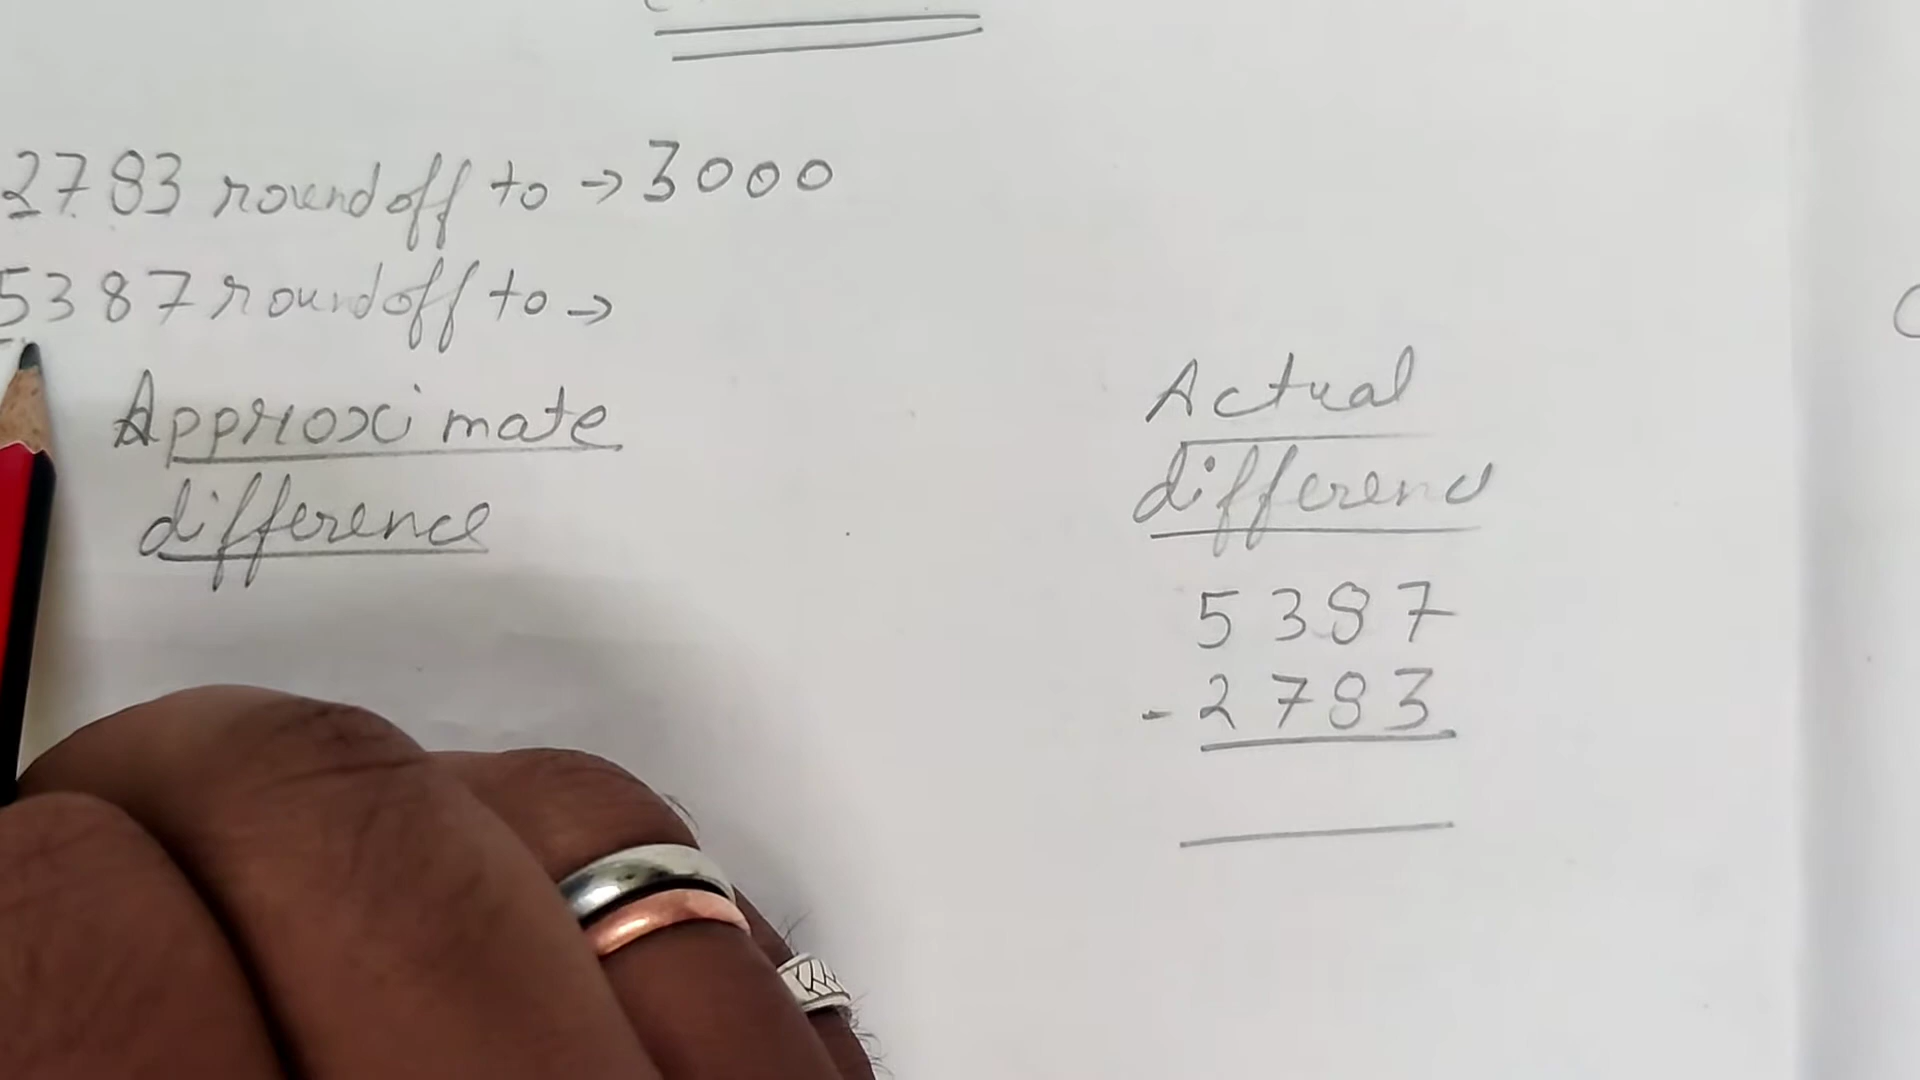 2783 roundoff to → 3000
5387 roundoff to →
Approximate
difference
Actual
differenc
5387
- 2783